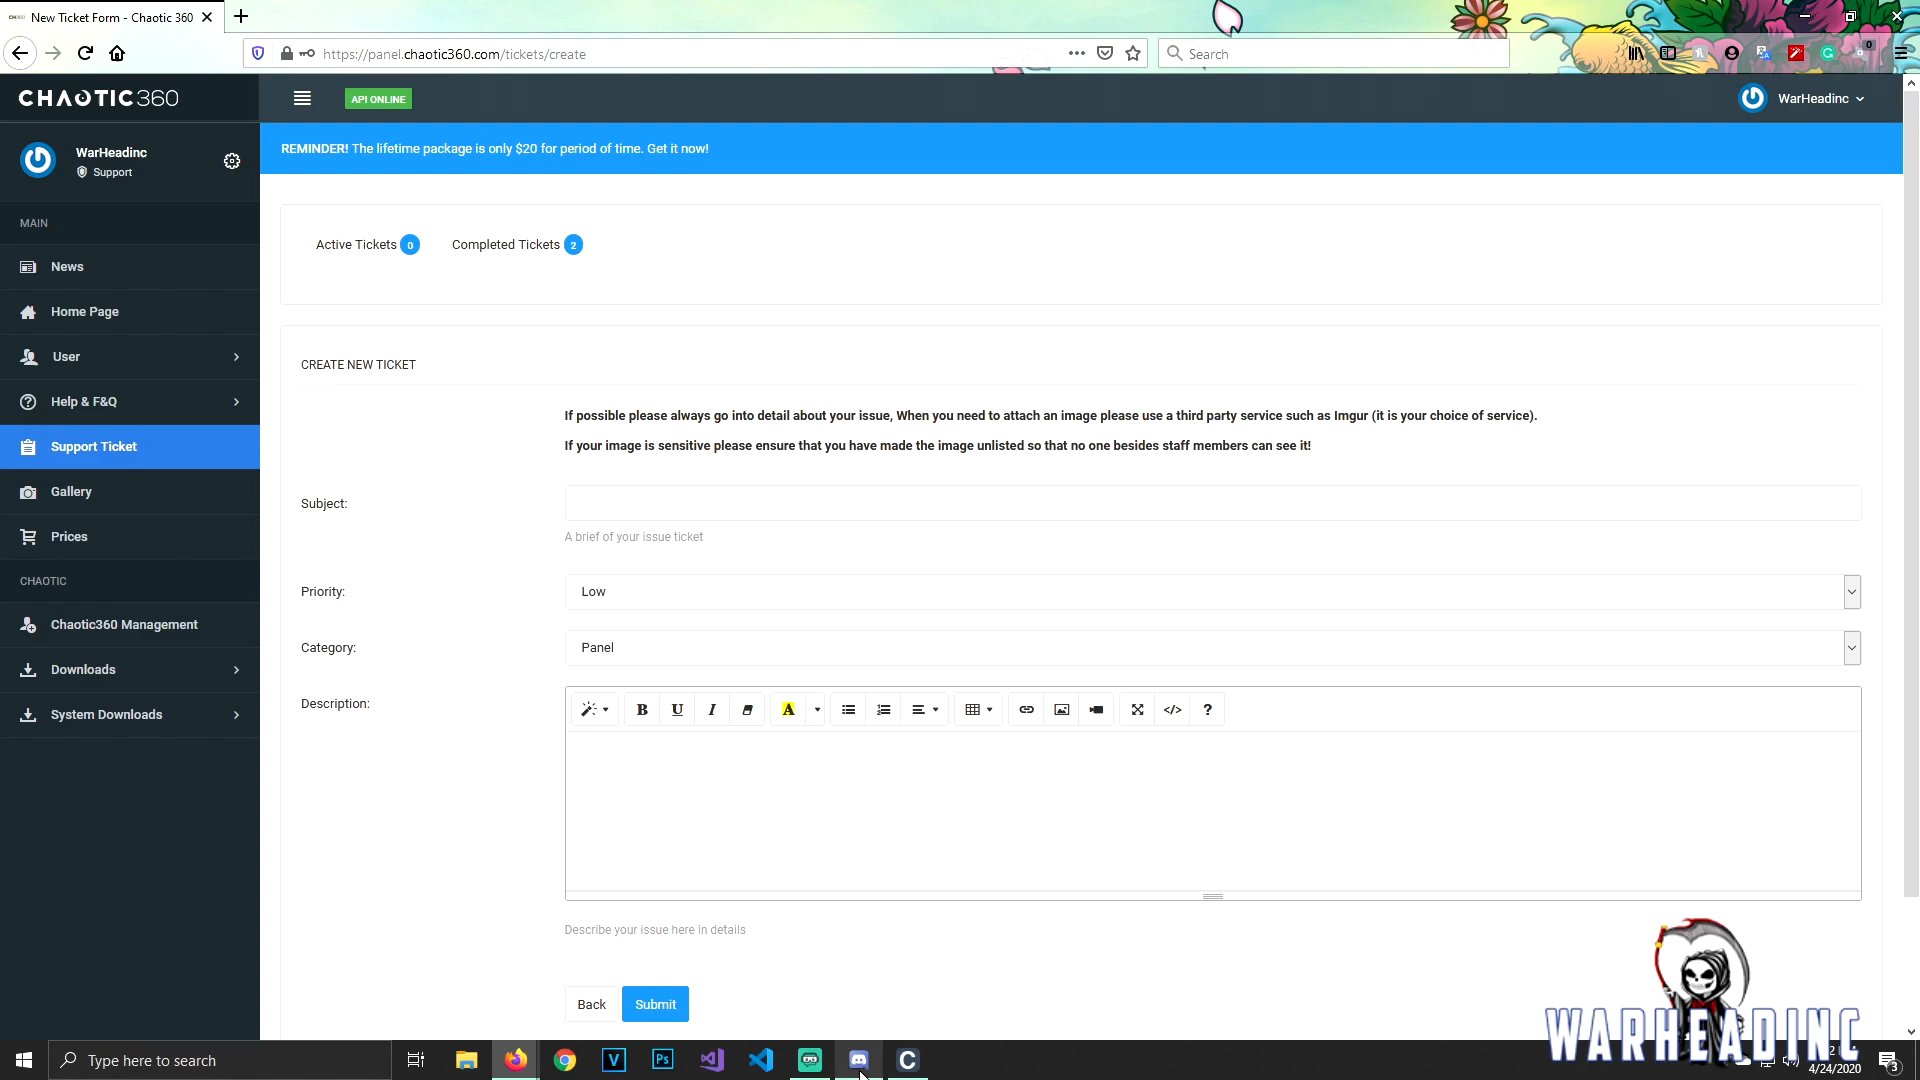 New Ticket Form - Chaotic 360
https://panel.chaotic360.com/tickets/create
Search
0
CHAOTIC360
API ONLINE
WarHeadinc
WarHeadinc
Support
REMINDER! The lifetime package is only $20 for period of time. Get it now!
MAIN
News
Home Page
User
Help & F&Q
Support Ticket
Gallery
Prices
CHAOTIC
Chaotic360 Management
Downloads
System Downloads
Active Tickets 0
Completed Tickets 2
CREATE NEW TICKET
If possible please always go into detail about your issue, When you need to attach an image please use a third party service such as Imgur (it is your choice of service).
If your image is sensitive please ensure that you have made the image unlisted so that no one besides staff members can see it!
Subject:
A brief of your issue ticket
Priority:
Low
Category:
Panel
Description:
B U I A </> ?
Describe your issue here in details
Back
Submit
WARHEADINC
Type here to search
V
Ps
C
4/24/2020
3